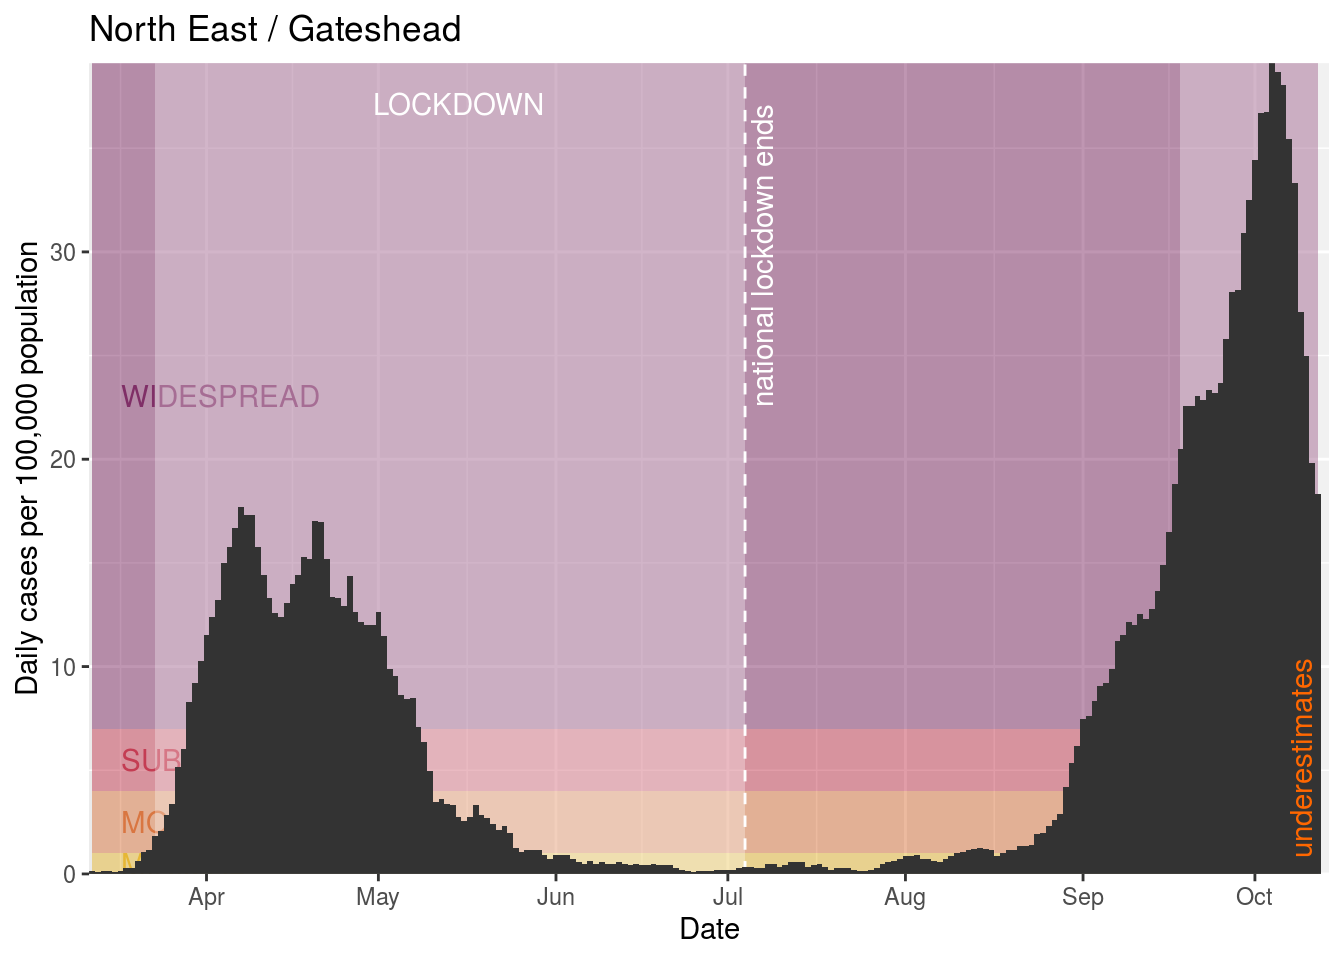 North East / Gateshead
LOCKDOWN
national lockdown ends
WIDESPREAD
SUB
underestimates
Daily cases per 100,000 population
30
20
10
0
Apr
May
Jun
Jul
Aug
Sep
Oct
Date